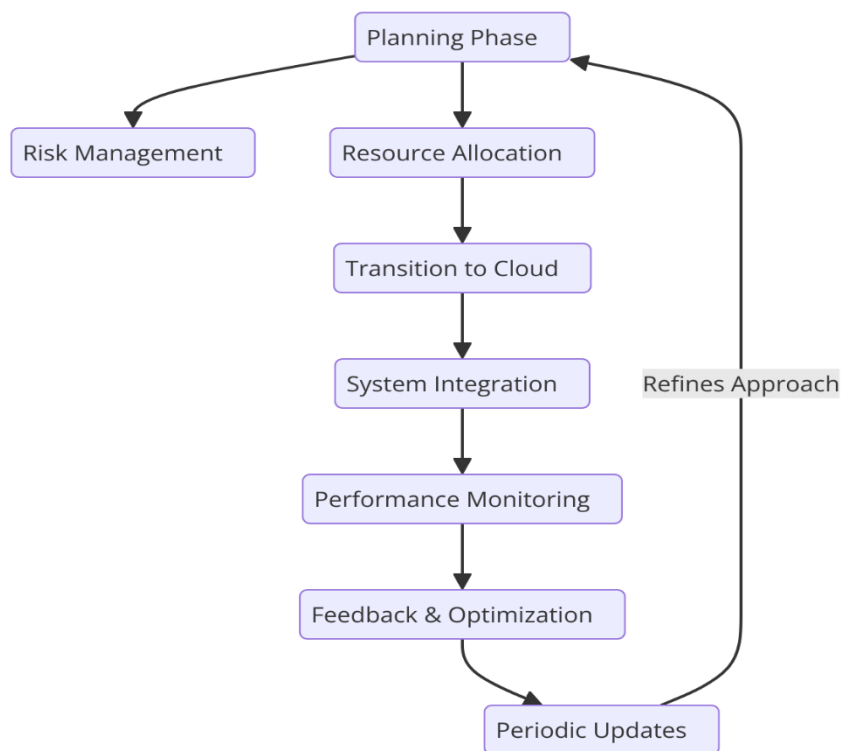 Planning Phase
Risk Management
Resource Allocation
Transition to Cloud
System Integration
Refines Approach
Performance Monitoring
Feedback & Optimization
Periodic Updates